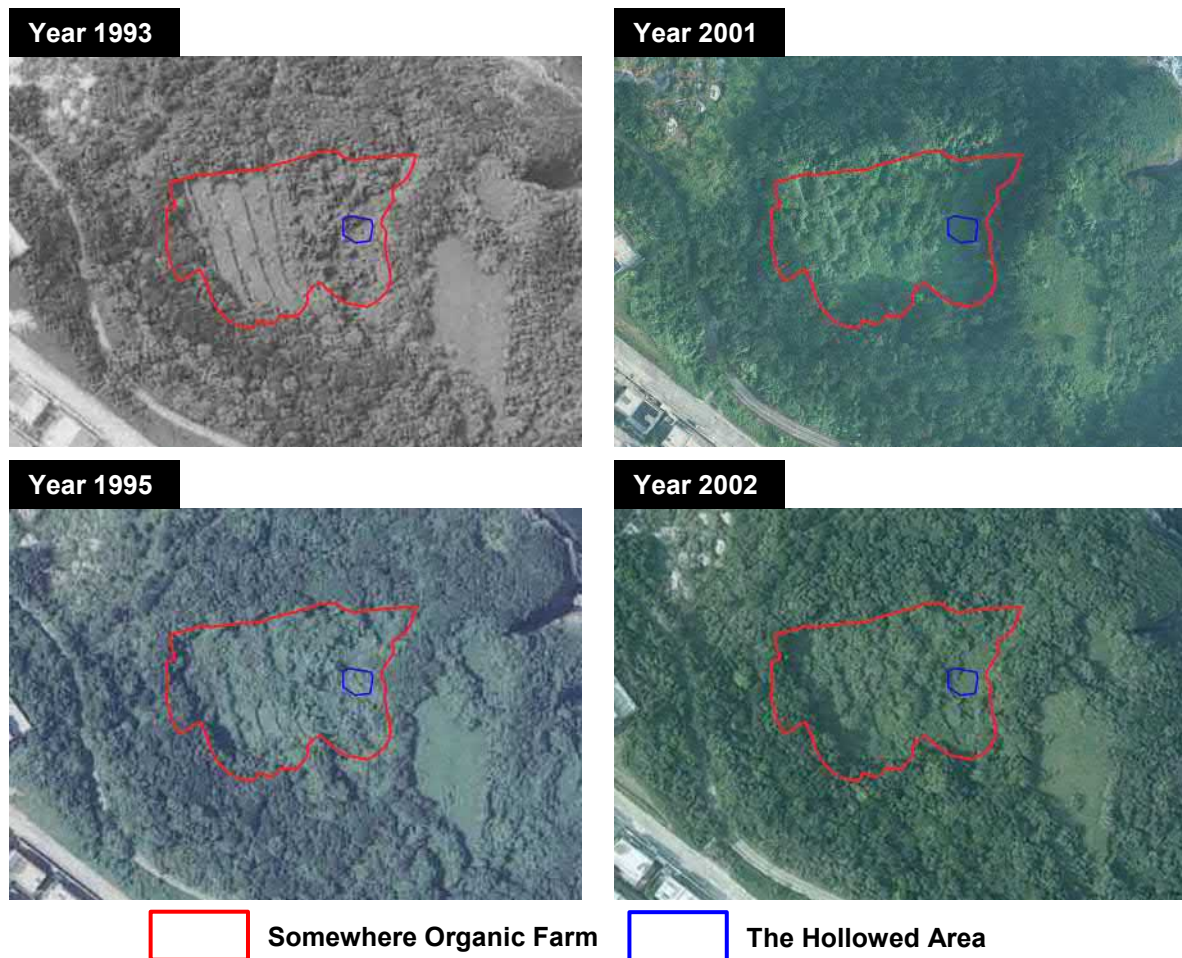 Year 1993
Year 2001
Year 1995
Year 2002
Somewhere Organic Farm
The Hollowed Area